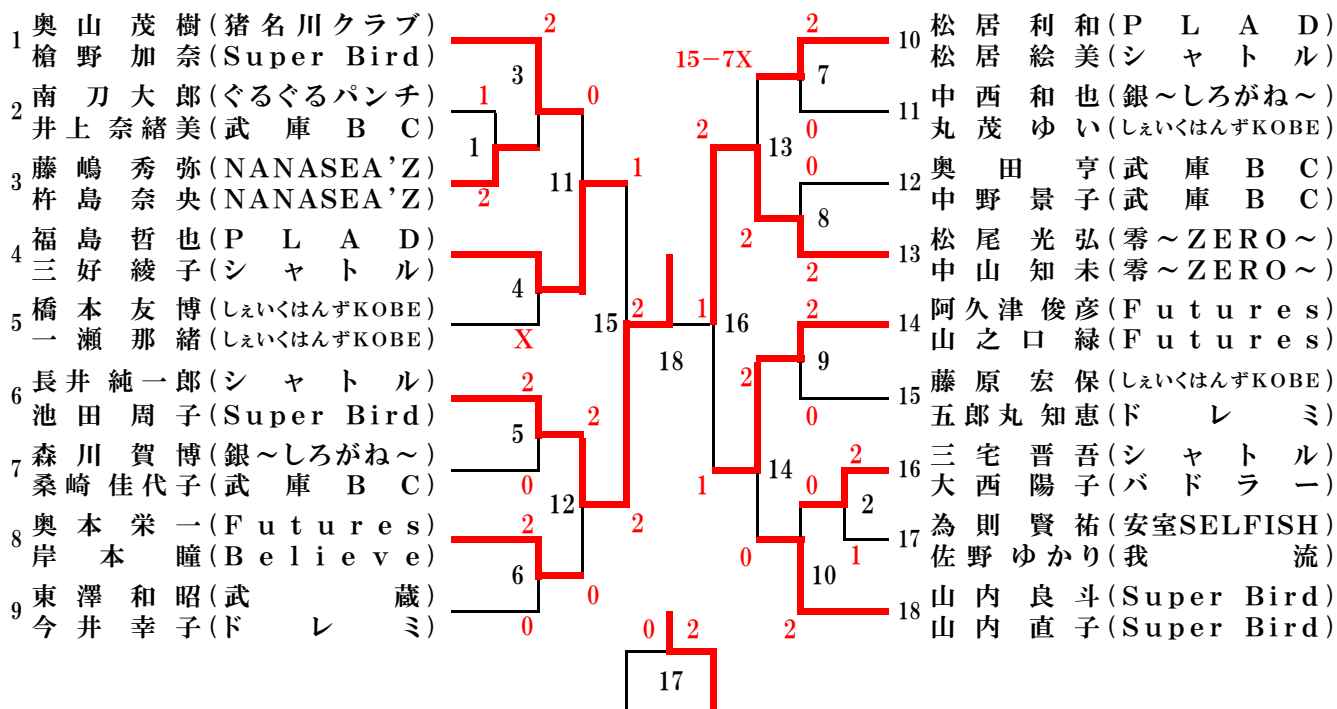 1 奥山茂樹(猪名川クラブ)
槍野加奈(Super Bird)
2 南刀大郎(ぐるぐるパンチ)
井上奈緒美(武庫BC)
3 藤嶋秀弥(NANASEA'Z)
杵島奈央(NANASEA'Z)
4 福島哲也(PLAD)
三好綾子(シャトル)
5 橋本友博(しぇいくはんずKOBE)
一瀬那緒(しぇいくはんずKOBE)
6 長井純一郎(シャトル)
池田周子(Super Bird)
7 森川賀博(銀～しろがね～)
桑崎佳代子(武庫BC)
8 奥本栄一(Futures)
岸本瞳(Believe)
9 東澤和昭(武蔵)
今井幸子(ドレミ)
2
3
0
1
1
2
11
1
4
X
15
2
2
5
0
2
12
2
2
6
0
0
18
2
1
0
2
17
15-7X
2
7
0
2
13
0
8
2
2
16
2
9
0
2
14
1
0
2
2
1
0
10
2
10 松居利和(PLAD)
松居絵美(シャトル)
11 中西和也(銀～しろがね～)
丸茂ゆい(しぇいくはんずKOBE)
12 奥田亨(武庫BC)
中野景子(武庫BC)
13 松尾光弘(零～ZERO～)
中山知未(零～ZERO～)
14 阿久津俊彦(Futures)
山之口緑(Futures)
15 藤原宏保(しぇいくはんずKOBE)
五郎丸知恵(ドレミ)
16 三宅晋吾(シャトル)
大西陽子(バドラー)
17 為則賢祐(安室SELFISH)
佐野ゆかり(我流)
18 山内良斗(Super Bird)
山内直子(Super Bird)